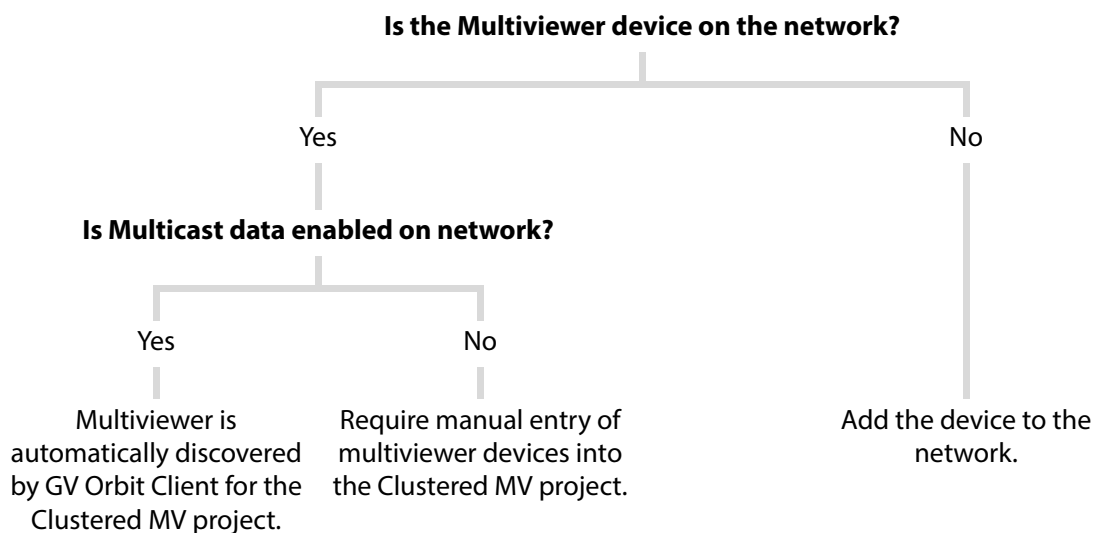 Is the Multiviewer device on the network?
Yes
No
Is Multicast data enabled on network?
Yes
No
Multiviewer is
automatically discovered
by GV Orbit Client for the
Clustered MV project.
Require manual entry of
multiviewer devices into
the Clustered MV project.
Add the device to the
network.